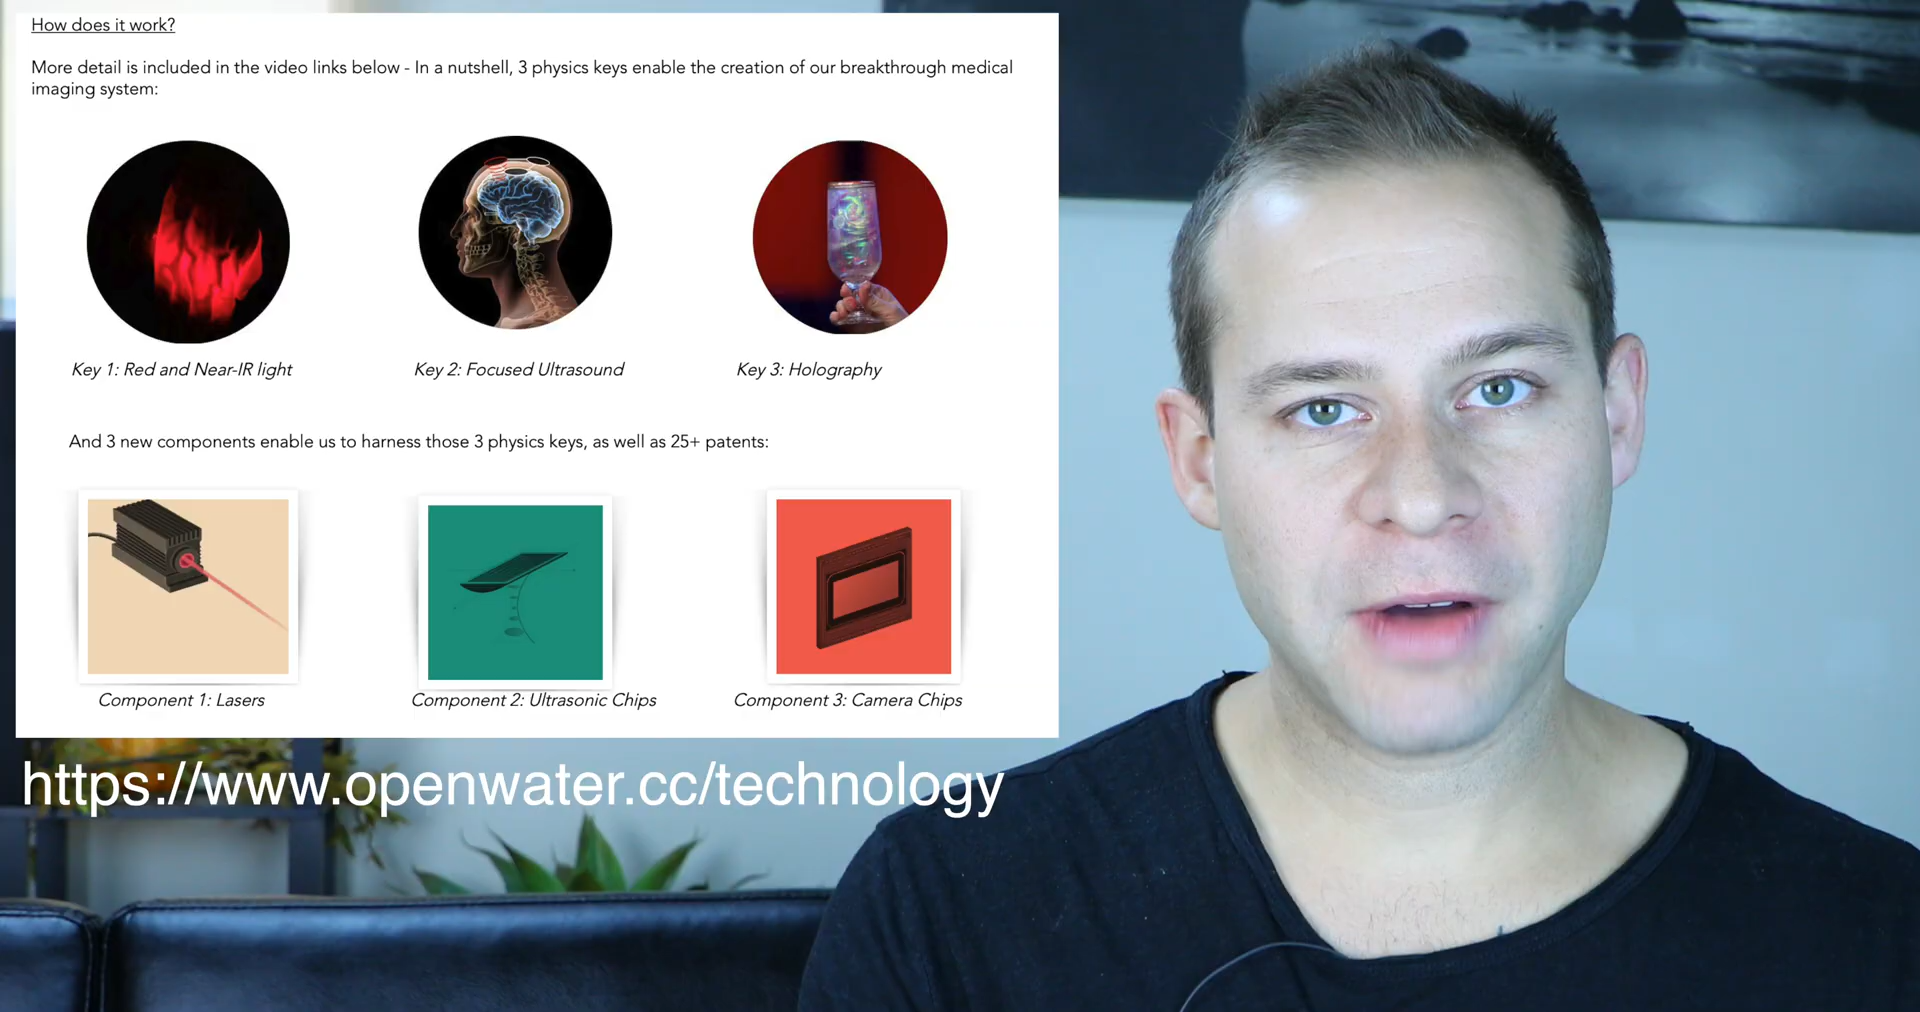 How does it work?
More detail is included in the video links below - In a nutshell, 3 physics keys enable the creation of our breakthrough medical
imaging system:
Key 1: Red and Near-IR light
Key 2: Focused Ultrasound
Key 3: Holography
And 3 new components enable us to harness those 3 physics keys, as well as 25+ patents:
Component 1: Lasers
Component 2: Ultrasonic Chips
Component 3: Camera Chips
https://www.openwater.cc/technology